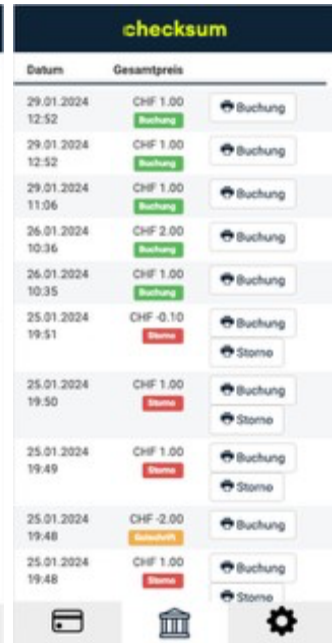 checksum
Datum Gesamtpreis
29.01.2024 CHF 1.00 Buchung
12:52 Buchung
29.01.2024 CHF 1.00 Buchung
12:52 Buchung
29.01.2024 CHF 1.00 Buchung
11:06 Buchung
26.01.2024 CHF 2.00 Buchung
10:36 Buchung
26.01.2024 CHF 1.00 Buchung
10:35 Buchung
25.01.2024 CHF -0.10 Buchung
19:51 Storno
Storno
25.01.2024 CHF 1.00 Buchung
19:50 Storno
Storno
25.01.2024 CHF 1.00 Buchung
19:49 Storno
Storno
25.01.2024 CHF -2.00 Buchung
19:48 Gutschrift
25.01.2024 CHF 1.00 Buchung
19:48 Storno
Storno